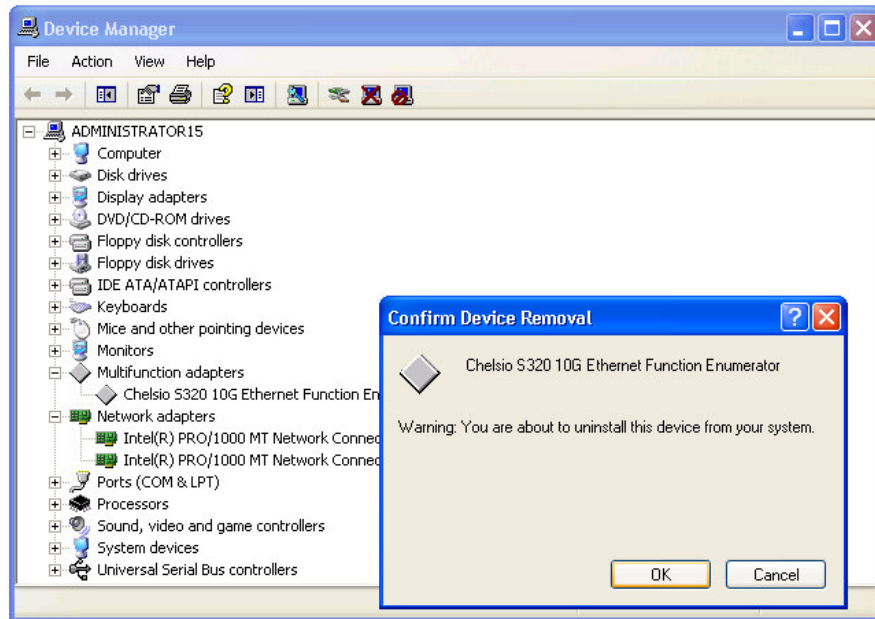 Device Manager
File Action View Help
ADMINISTRATOR15
Computer
Disk drives
Display adapters
DVD/CD-ROM drives
Floppy disk controllers
Floppy disk drives
IDE ATA/ATAPI controllers
Keyboards
Mice and other pointing devices
Monitors
Multifunction adapters
Chelsio S320 10G Ethernet Function En
Network adapters
Intel(R) PRO/1000 MT Network Connec
Intel(R) PRO/1000 MT Network Connec
Ports (COM & LPT)
Processors
Sound, video and game controllers
System devices
Universal Serial Bus controllers
Confirm Device Removal
Chelsio S320 10G Ethernet Function Enumerator
Warning: You are about to uninstall this device from your system.
OK Cancel